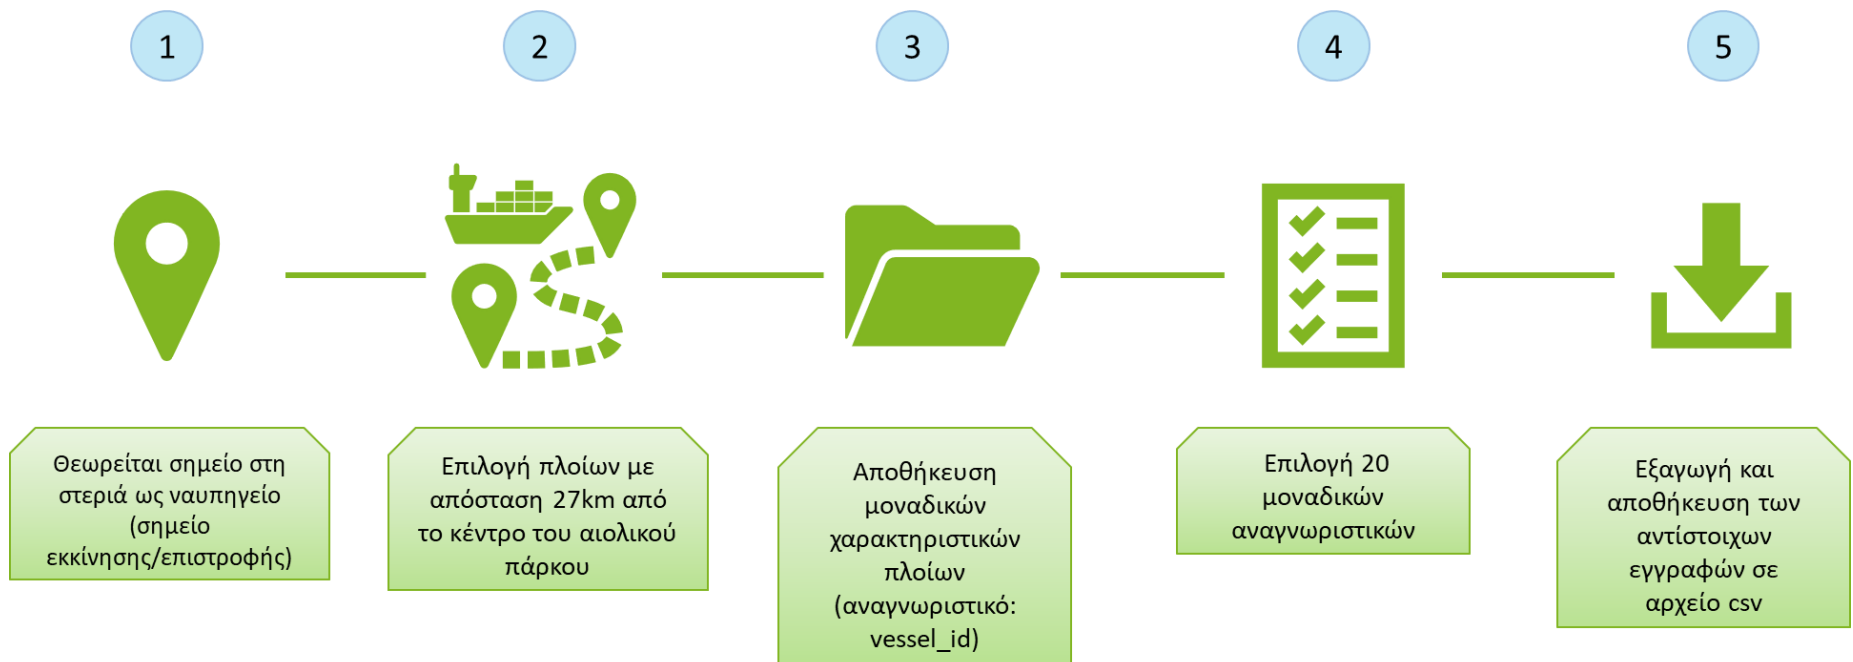 1
2
3
4
5
Θεωρείται σημείο στη
στεριά ως ναυπηγείο
(σημείο
εκκίνησης/επιστροφής)
Επιλογή πλοίων με
απόσταση 27km από
το κέντρο του αιολικού
πάρκου
Αποθήκευση
μοναδικών
χαρακτηριστικών
πλοίων
(αναγνωριστικό:
vessel_id)
Επιλογή 20
μοναδικών
αναγνωριστικών
Εξαγωγή και
αποθήκευση των
αντίστοιχων
εγγραφών σε
αρχείο csv